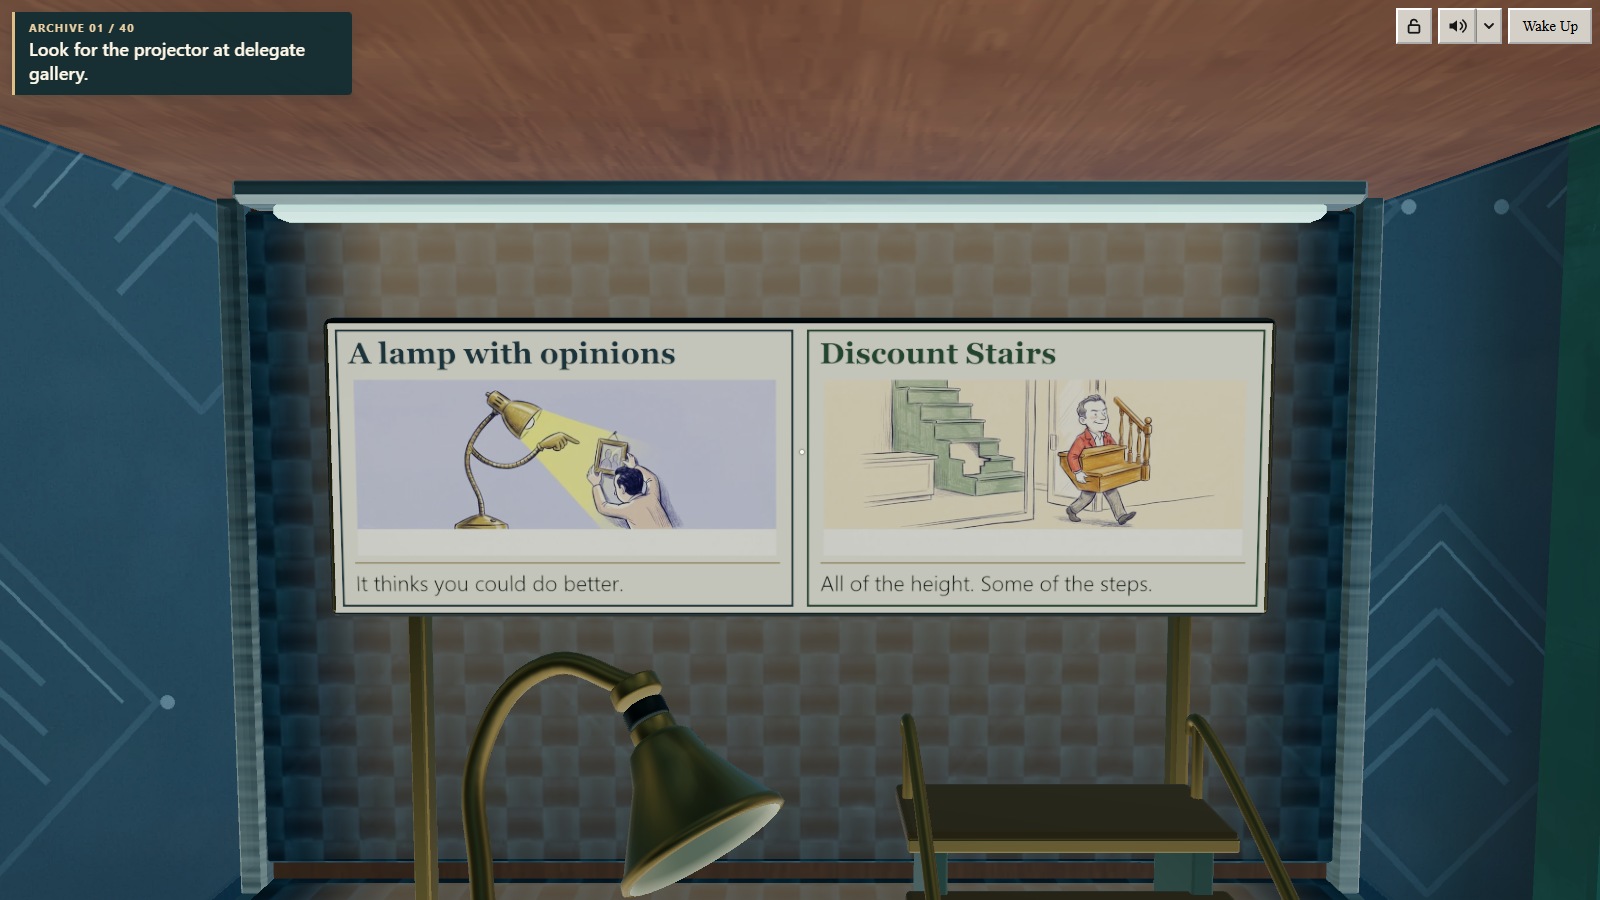 ARCHIVE 01 / 40
Look for the projector at delegate
gallery.
Wake Up
A lamp with opinions
It thinks you could do better.
Discount Stairs
All of the height. Some of the steps.